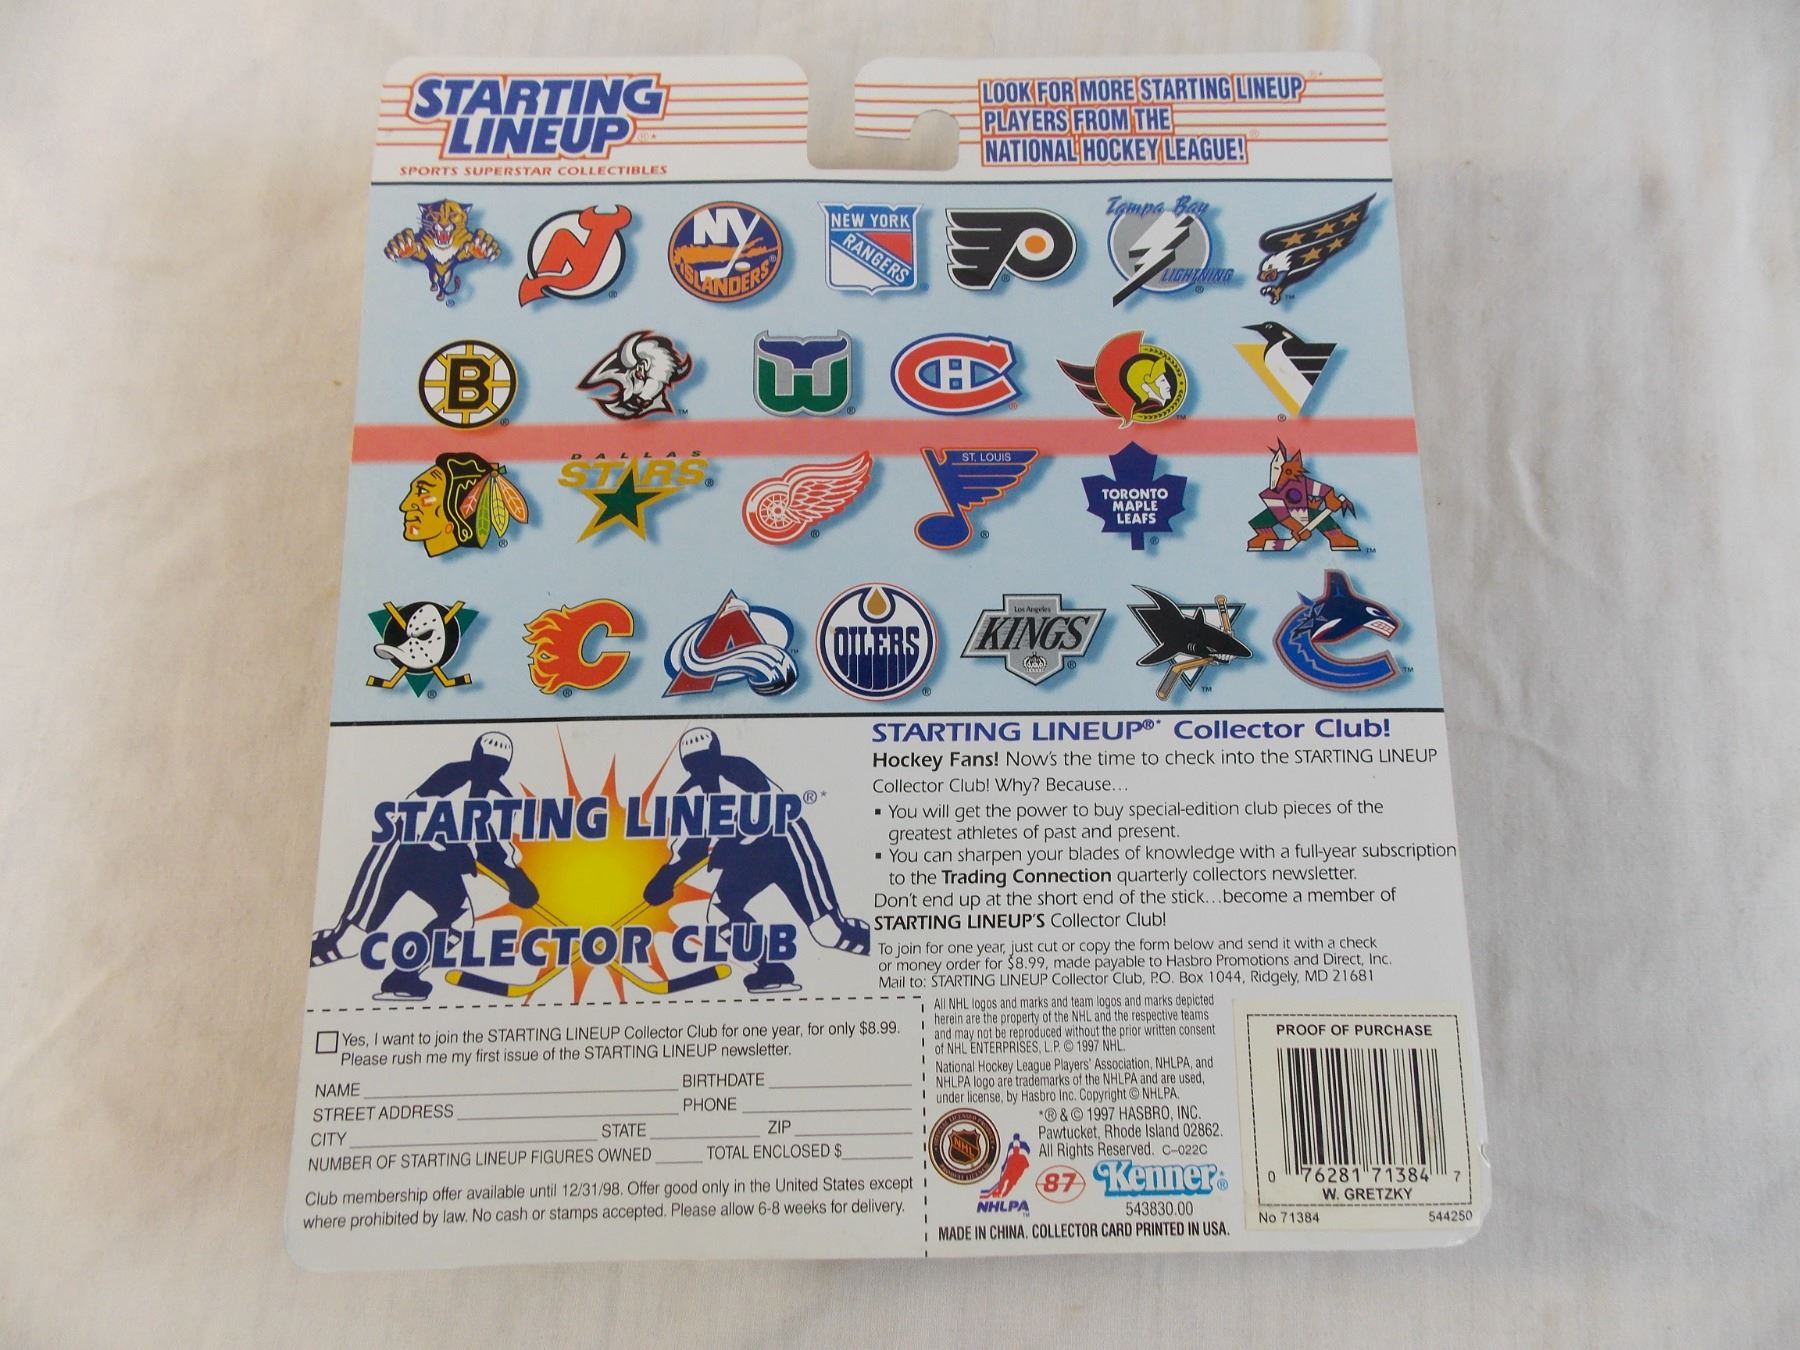 STARTING
LINEUP®*
SPORTS SUPERSTAR COLLECTIBLES
LOOK FOR MORE STARTING LINEUP®*
PLAYERS FROM THE
NATIONAL HOCKEY LEAGUE!®
NY
ISLANDERS
NEW YORK
RANGERS
P
Tampa Bay
LIGHTNING
B
C H
DALLAS
STARS
ST. LOUIS
TORONTO
MAPLE
LEAFS
C
A
OILERS
Los Angeles
KINGS
STARTING LINEUP®*
COLLECTOR CLUB
STARTING LINEUP®* Collector Club!
Hockey Fans! Now's the time to check into the STARTING LINEUP
Collector Club! Why? Because...
▪ You will get the power to buy special-edition club pieces of the
greatest athletes of past and present.
▪ You can sharpen your blades of knowledge with a full-year subscription
to the Trading Connection quarterly collectors newsletter.
Don't end up at the short end of the stick...become a member of
STARTING LINEUP'S Collector Club!
To join for one year, just cut or copy the form below and send it with a check
or money order for $8.99, made payable to Hasbro Promotions and Direct, Inc.
Mail to: STARTING LINEUP Collector Club, P.O. Box 1044, Ridgely, MD 21681
Yes, I want to join the STARTING LINEUP Collector Club for one year, for only $8.99.
Please rush me my first issue of the STARTING LINEUP newsletter.
NAME BIRTHDATE
STREET ADDRESS PHONE
CITY STATE ZIP
NUMBER OF STARTING LINEUP FIGURES OWNED TOTAL ENCLOSED $
Club membership offer available until 12/31/98. Offer good only in the United States except
where prohibited by law. No cash or stamps accepted. Please allow 6-8 weeks for delivery.
All NHL logos and marks and team logos and marks depicted
herein are the property of the NHL and the respective teams
and may not be reproduced without the prior written consent
of NHL ENTERPRISES, L.P. © 1997 NHL.
National Hockey League Players' Association, NHLPA, and
NHLPA logo are trademarks of the NHLPA and are used,
under license, by Hasbro Inc. Copyright © NHLPA.
*® & © 1997 HASBRO, INC.
Pawtucket, Rhode Island 02862.
All Rights Reserved. C-022C
NHL
NHLPA
87
Kenner®
543830.00
MADE IN CHINA. COLLECTOR CARD PRINTED IN USA.
PROOF OF PURCHASE
0 76281 71384 7
W. GRETZKY
No 71384 544250